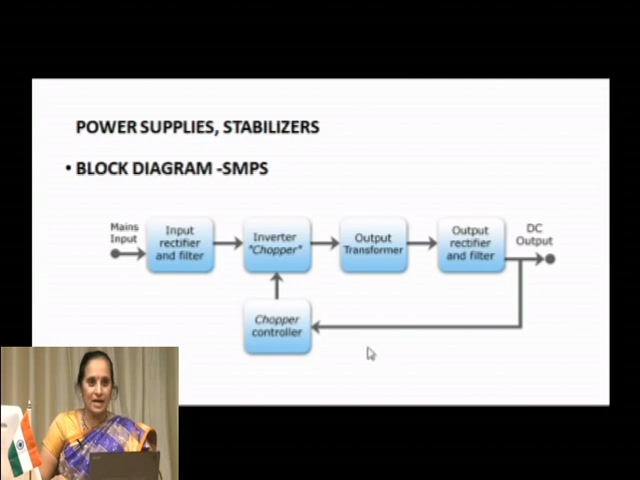 POWER SUPPLIES, STABILIZERS
• BLOCK DIAGRAM -SMPS
Mains
Input
Input
rectifier
and filter
Inverter
"Chopper"
Output
Transformer
Output
rectifier
and filter
DC
Output
Chopper
controller